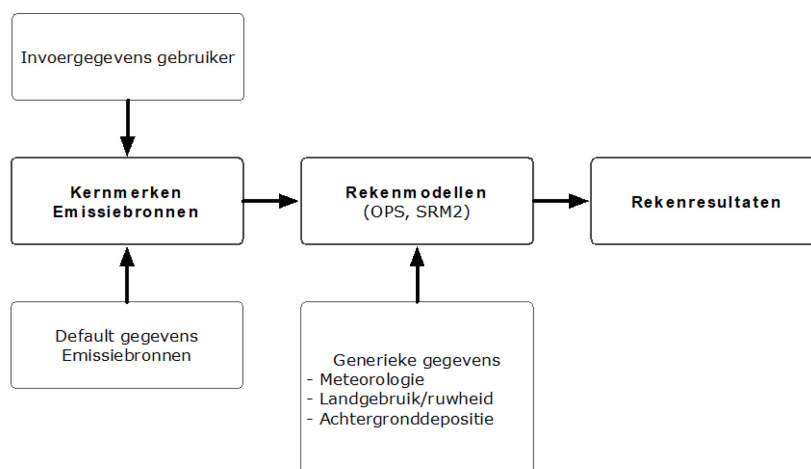 Invoergegevens gebruiker
Kernmerken
Emissiebronnen
Rekenmodellen
(OPS, SRM2)
Rekenresultaten
Default gegevens
Emissiebronnen
Generieke gegevens
- Meteorologie
- Landgebruik/ruwheid
- Achtergronddepositie